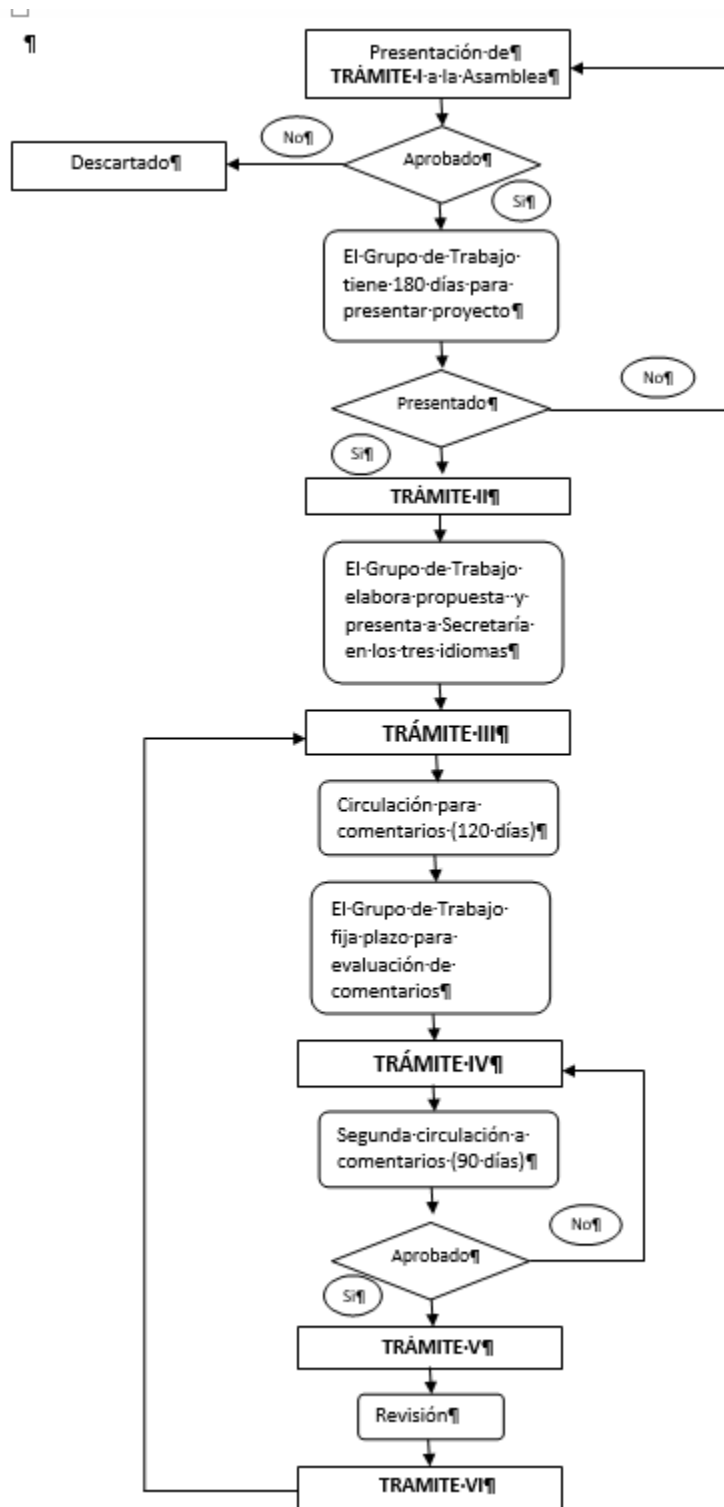 ¶
Presentación·de¶
TRÁMITE·I·a·la·Asamblea¶
No¶
Descartado¶
Aprobado¶
Si¶
El·Grupo·de·Trabajo·
tiene·180·días·para·
presentar·proyecto¶
No¶
Presentado¶
Si¶
TRÁMITE·II¶
El·Grupo·de·Trabajo·
elabora·propuesta··y·
presenta·a·Secretaría·
en·los·tres·idiomas¶
TRÁMITE·III¶
Circulación·para·
comentarios·(120·días)¶
El·Grupo·de·Trabajo·
fija·plazo·para·
evaluación·de·
comentarios¶
TRÁMITE·IV¶
Segunda·circulación·a·
comentarios·(90·días)¶
No¶
Aprobado¶
Si¶
TRÁMITE·V¶
Revisión¶
TRAMITE·VI¶